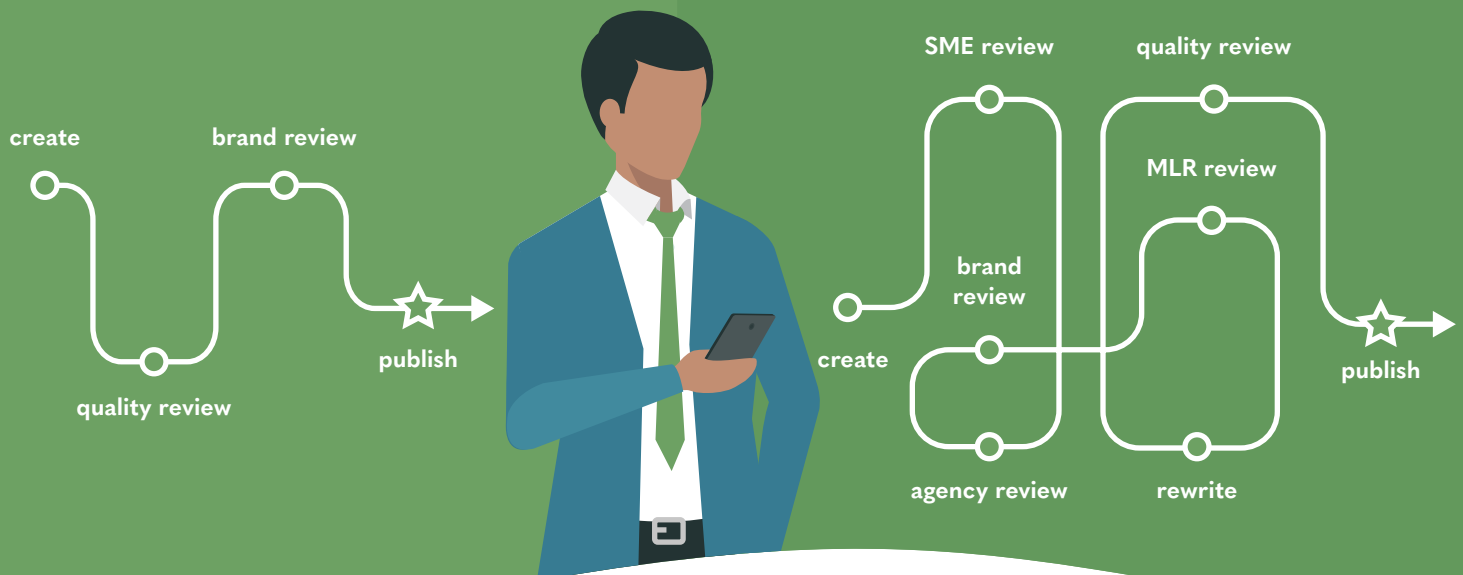 create
brand review
quality review
publish
SME review
quality review
MLR review
brand
review
create
publish
agency review
rewrite